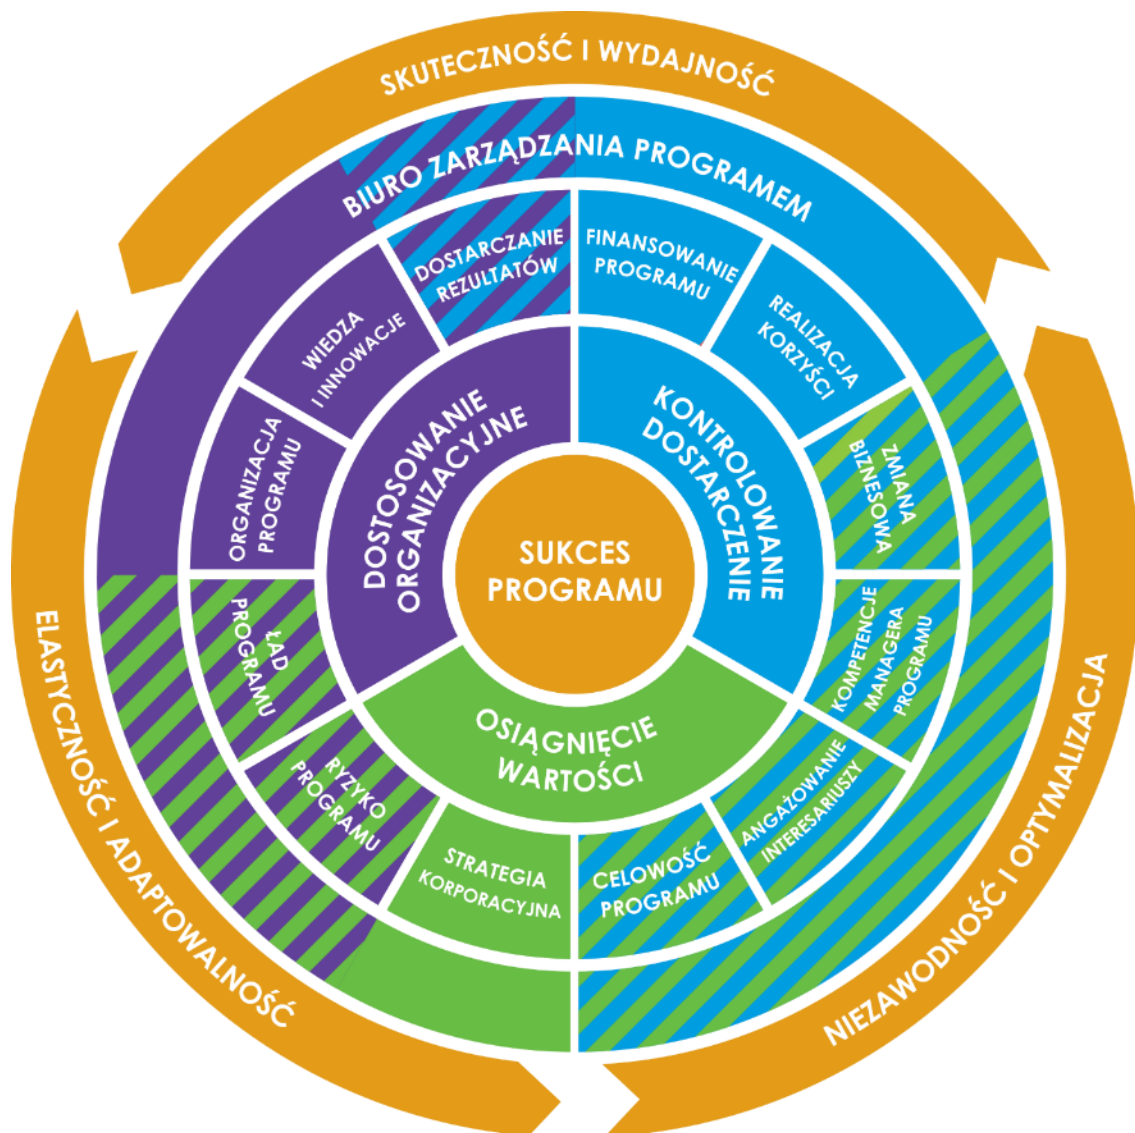 SKUTECZNOŚĆ I WYDAJNOŚĆ
BIURO ZARZĄDZANIA PROGRAMEM
DOSTARCZANIE
REZULTATÓW
FINANSOWANIE
PROGRAMU
REALIZACJA
KORZYŚCI
ZMIANA
BIZNESOWA
KOMPETENCJE
MANAGERA
PROGRAMU
ANGAŻOWANIE
INTERESARIUSZY
CELOWOŚĆ
PROGRAMU
STRATEGIA
KORPORACYJNA
RYZYKO
PROGRAMU
ŁAD
PROGRAMU
ORGANIZACJA
PROGRAMU
WIEDZA
I INNOWACJE
DOSTOSOWANIE
ORGANIZACYJNE
KONTROLOWANIE
DOSTARCZENIE
OSIĄGNIĘCIE
WARTOŚCI
SUKCES
PROGRAMU
ELASTYCZNOŚĆ I ADAPTOWALNOŚĆ
NIEZAWODNOŚĆ I OPTYMALIZACJA